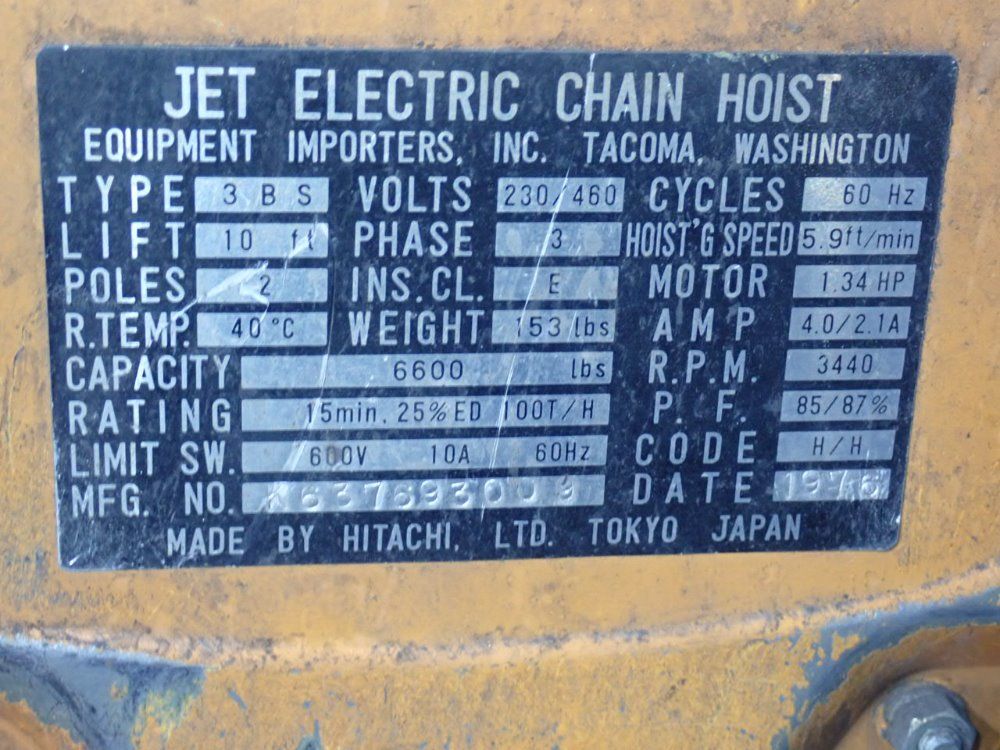 JET ELECTRIC CHAIN HOIST
EQUIPMENT IMPORTERS, INC. TACOMA, WASHINGTON
TYPE 3 B S VOLTS 230/460 CYCLES 60 Hz
LIFT 10 ft PHASE 3 HOIST'G SPEED 5.9ft/min
POLES 2 INS.CL. E MOTOR 1.34 HP
R.TEMP. 40°C WEIGHT 153 lbs AMP 4.0/2.1A
CAPACITY 6600 lbs R.P.M. 3440
RATING 15min, 25%ED 100T/H P. F. 85/87%
LIMIT SW. 600V 10A 60Hz CODE H/H
MFG. NO. K637693009 DATE 1976
MADE BY HITACHI, LTD. TOKYO JAPAN